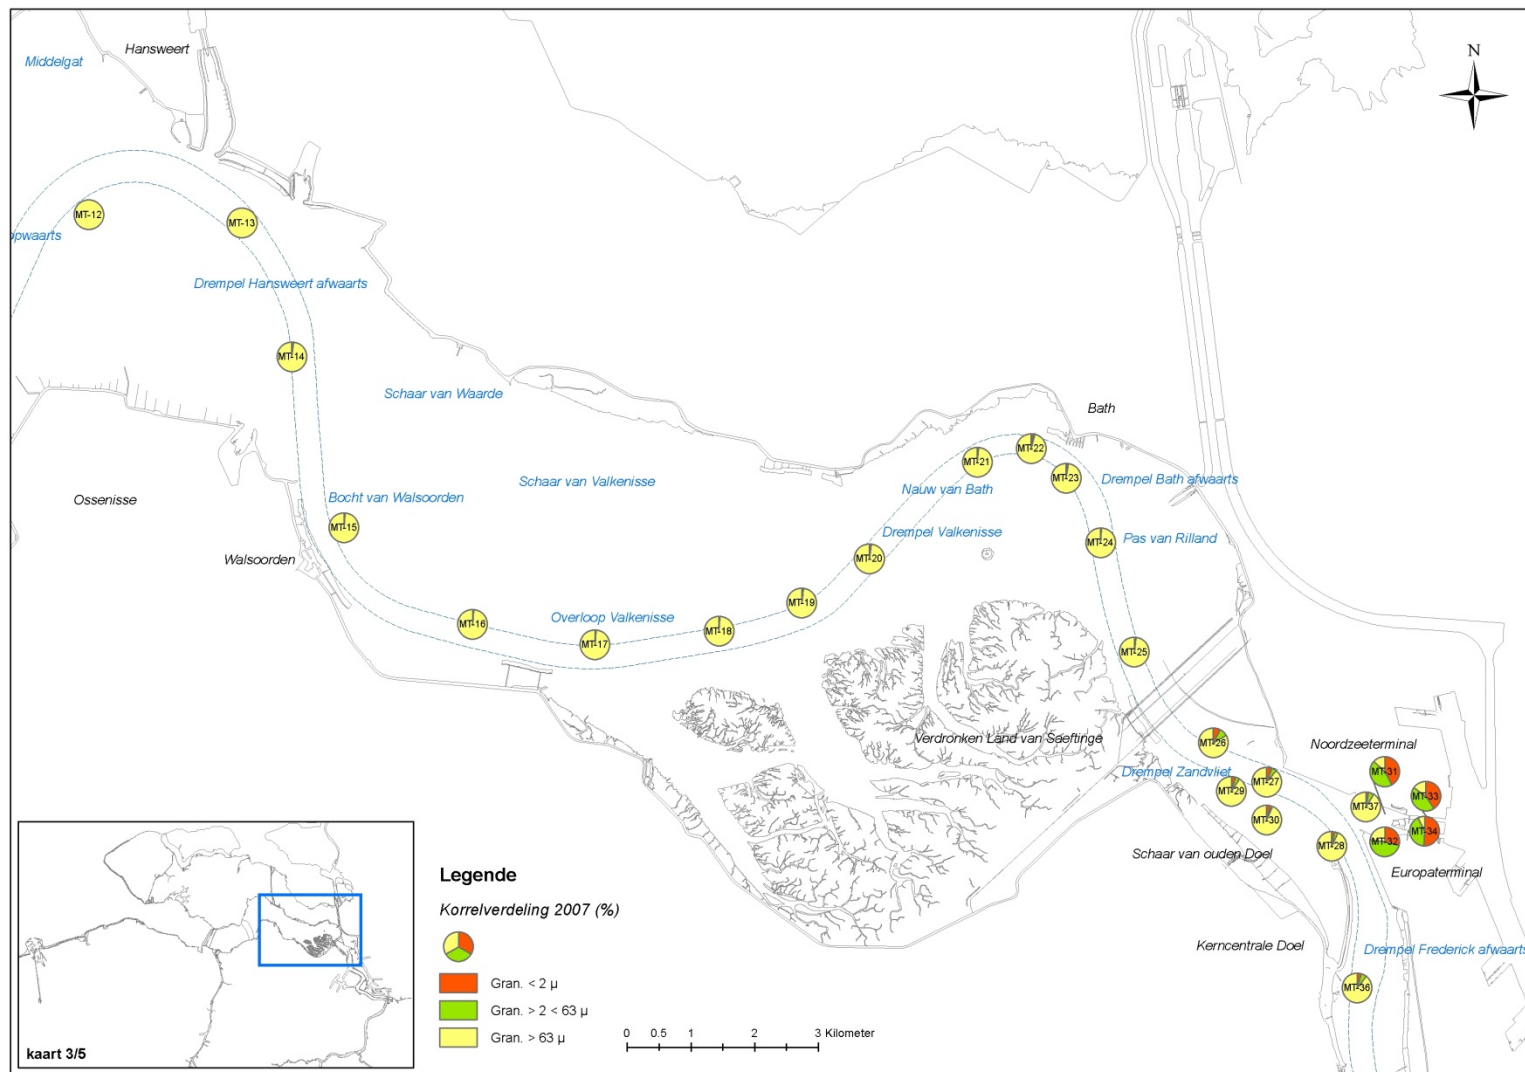 Hansweert
Middelgat
N
MT-12
MT-13
opwaarts
Drempel Hansweert afwaarts
MT-14
Schaar van Waarde
Bath
MT-22
MT-21
MT-23
Drempel Bath afwaarts
Schaar van Valkenisse
Nauw van Bath
Ossenisse
Bocht van Walsoorden
MT-15
Drempel Valkenisse
MT-24
Pas van Rilland
Walsoorden
MT-20
MT-19
Overloop Valkenisse
MT-16
MT-18
MT-17
MT-25
Verdronken Land van Saeftinge
MT-26
Noordzeeterminal
Drempel Zandvliet
MT-31
MT-27
MT-29
MT-33
MT-37
MT-30
MT-34
MT-32
MT-28
Schaar van ouden Doel
Europaterminal
Kerncentrale Doel
Drempel Frederick afwaarts
MT-36
Legende
Korrelverdeling 2007 (%)
Gran. < 2 µ
Gran. > 2 < 63 µ
Gran. > 63 µ
0 0.5 1 2 3 Kilometer
kaart 3/5